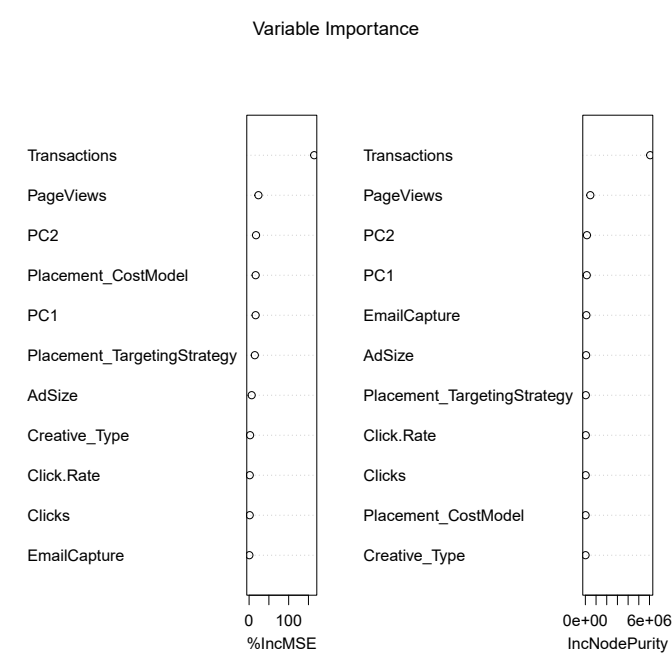 Variable Importance
Transactions
PageViews
PC2
Placement_CostModel
PC1
Placement_TargetingStrategy
AdSize
Creative_Type
Click.Rate
Clicks
EmailCapture
0 100
%IncMSE
Transactions
PageViews
PC2
PC1
EmailCapture
AdSize
Placement_TargetingStrategy
Click.Rate
Clicks
Placement_CostModel
Creative_Type
0e+00 6e+06
IncNodePurity